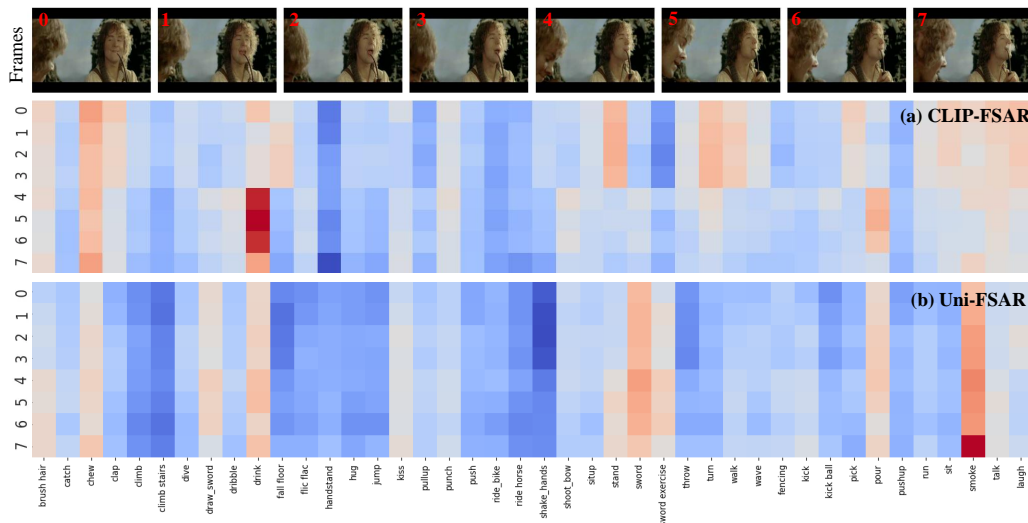 Frames
0 1 2 3 4 5 6 7
(a) CLIP-FSAR
0
1
2
3
4
5
6
7
(b) Uni-FSAR
0
1
2
3
4
5
6
7
brush hair
catch
chew
clap
climb
climb stairs
dive
draw_sword
dribble
drink
fall floor
flic flac
handstand
hug
jump
kiss
pullup
punch
push
ride_bike
ride horse
shake_hands
shoot_bow
situp
stand
sword
sword exercise
throw
turn
walk
wave
fencing
kick
kick ball
pick
pour
pushup
run
sit
smoke
talk
laugh